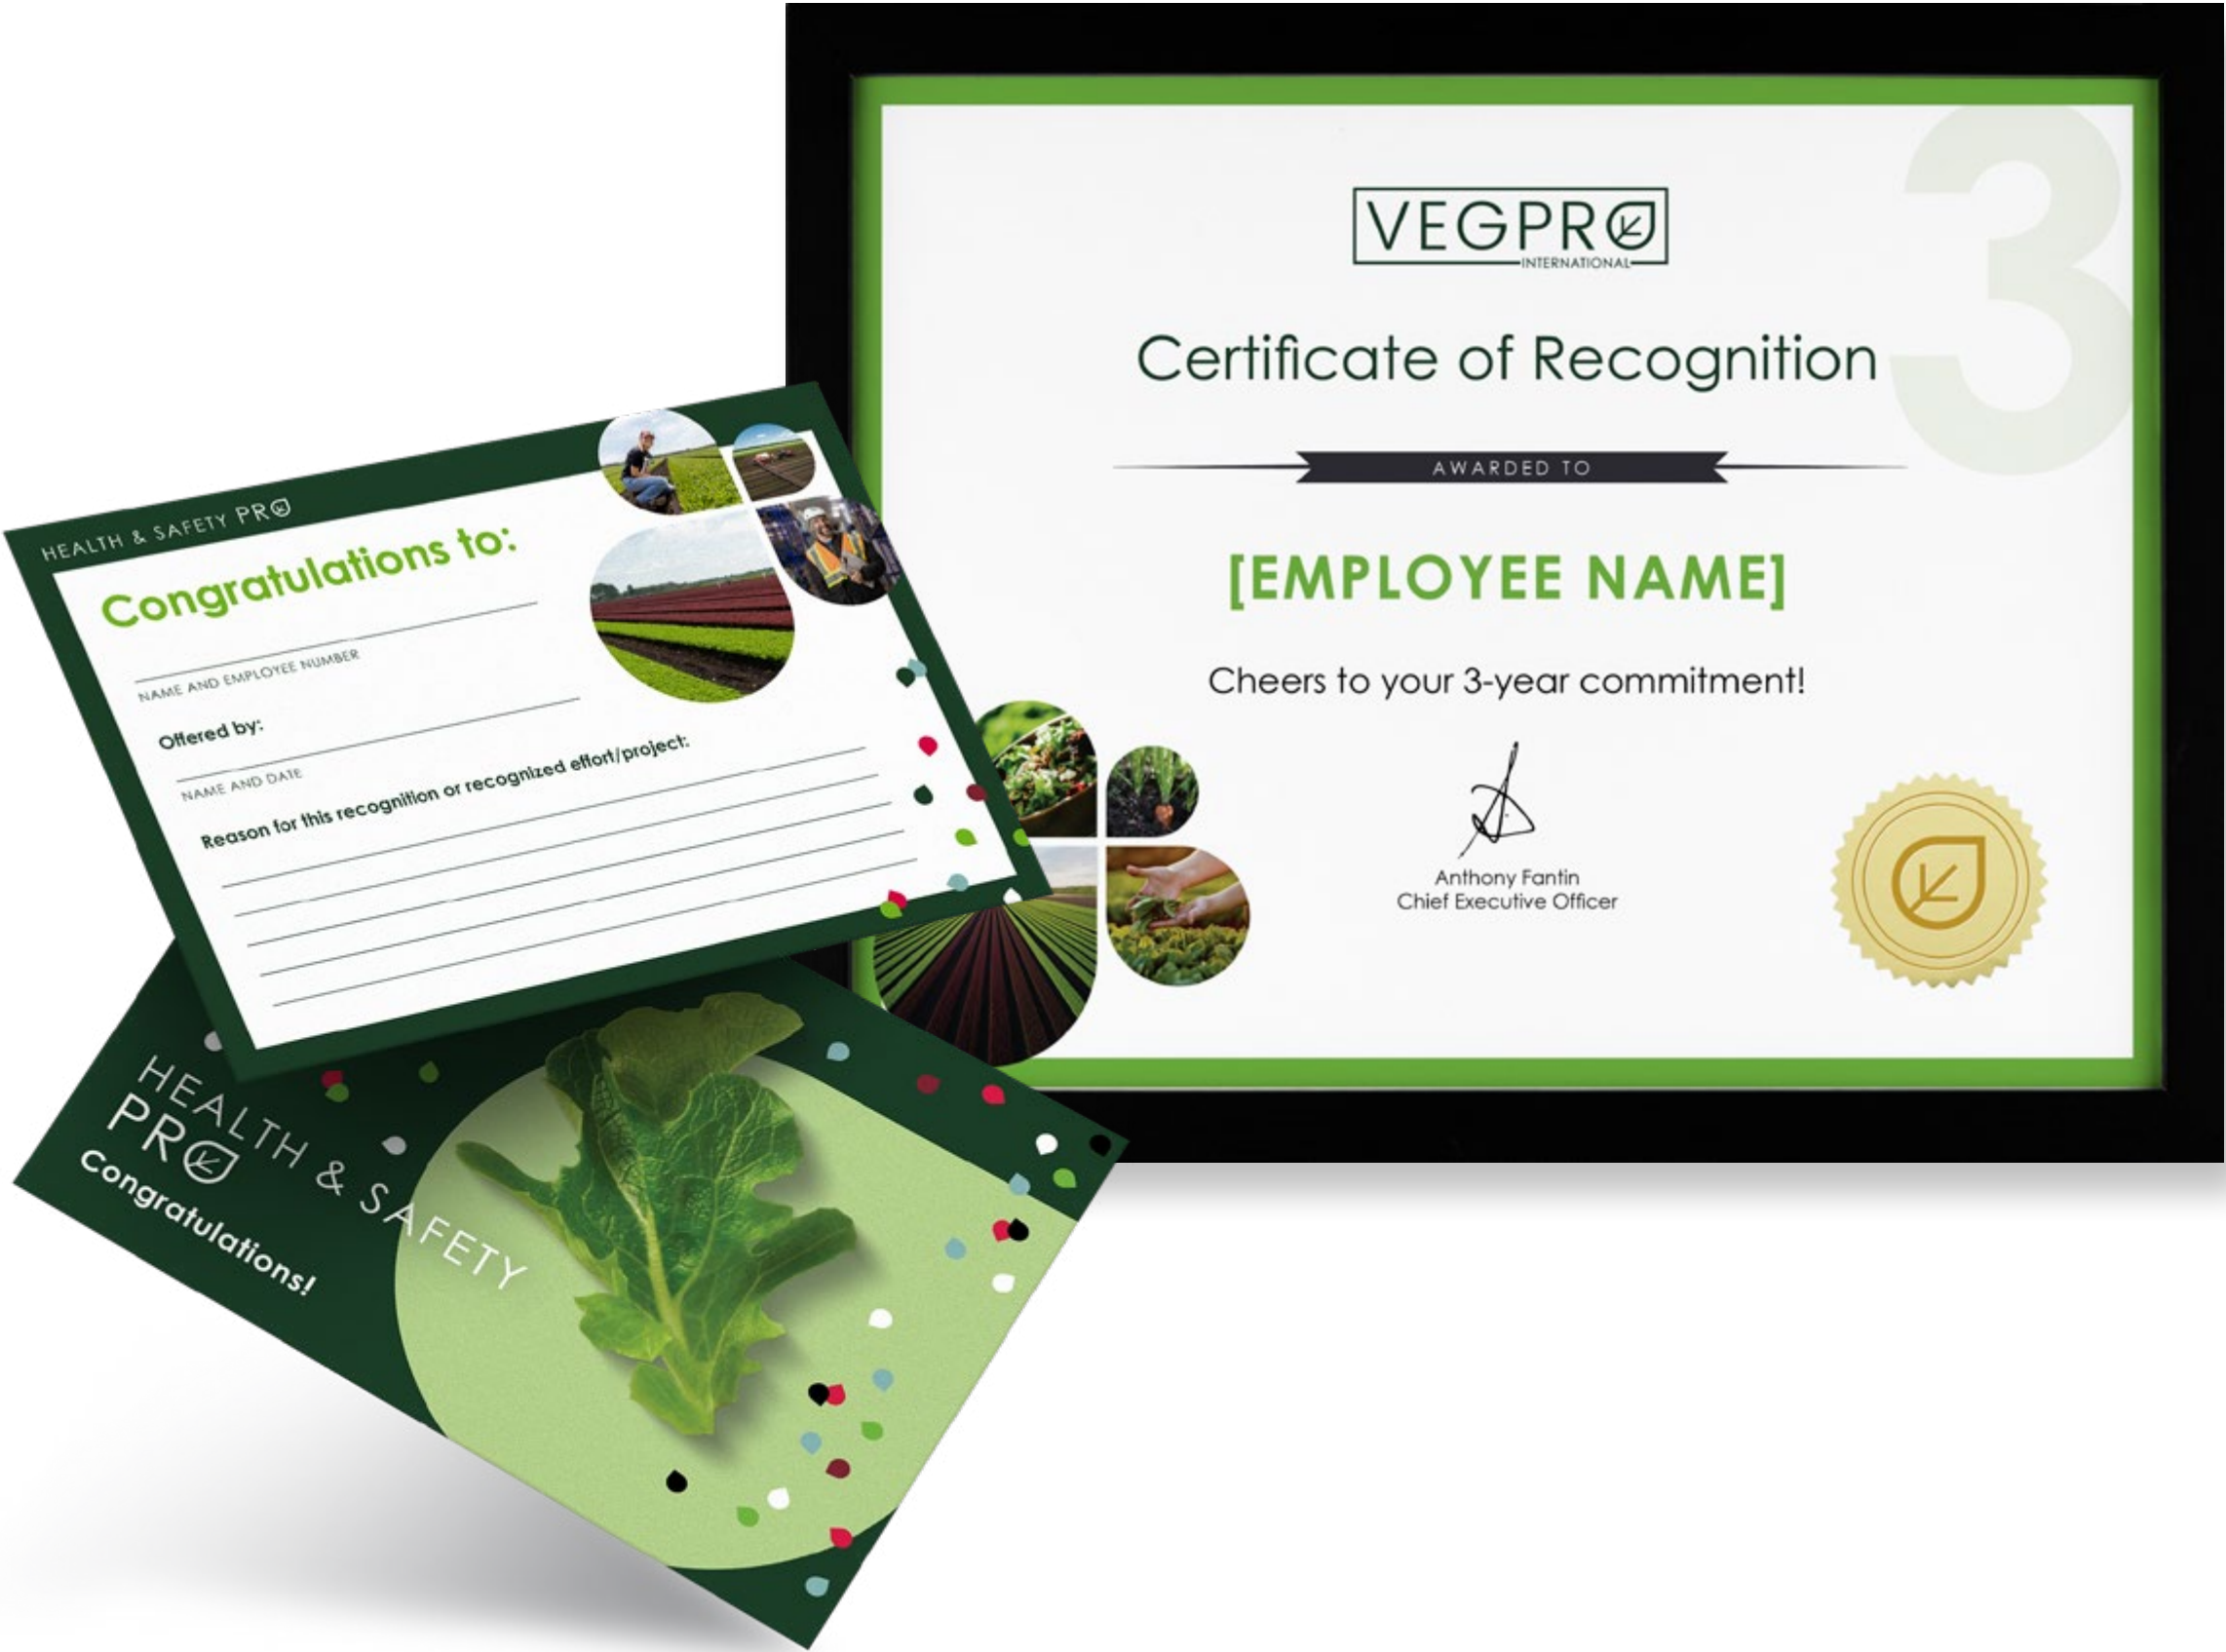 VEGPRO
INTERNATIONAL
3
Certificate of Recognition
AWARDED TO
[EMPLOYEE NAME]
Cheers to your 3-year commitment!
Anthony Fantin
Chief Executive Officer
HEALTH & SAFETY PRO
Congratulations to:
NAME AND EMPLOYEE NUMBER
Offered by:
NAME AND DATE
Reason for this recognition or recognized effort/project:
HEALTH & SAFETY
PRO
Congratulations!